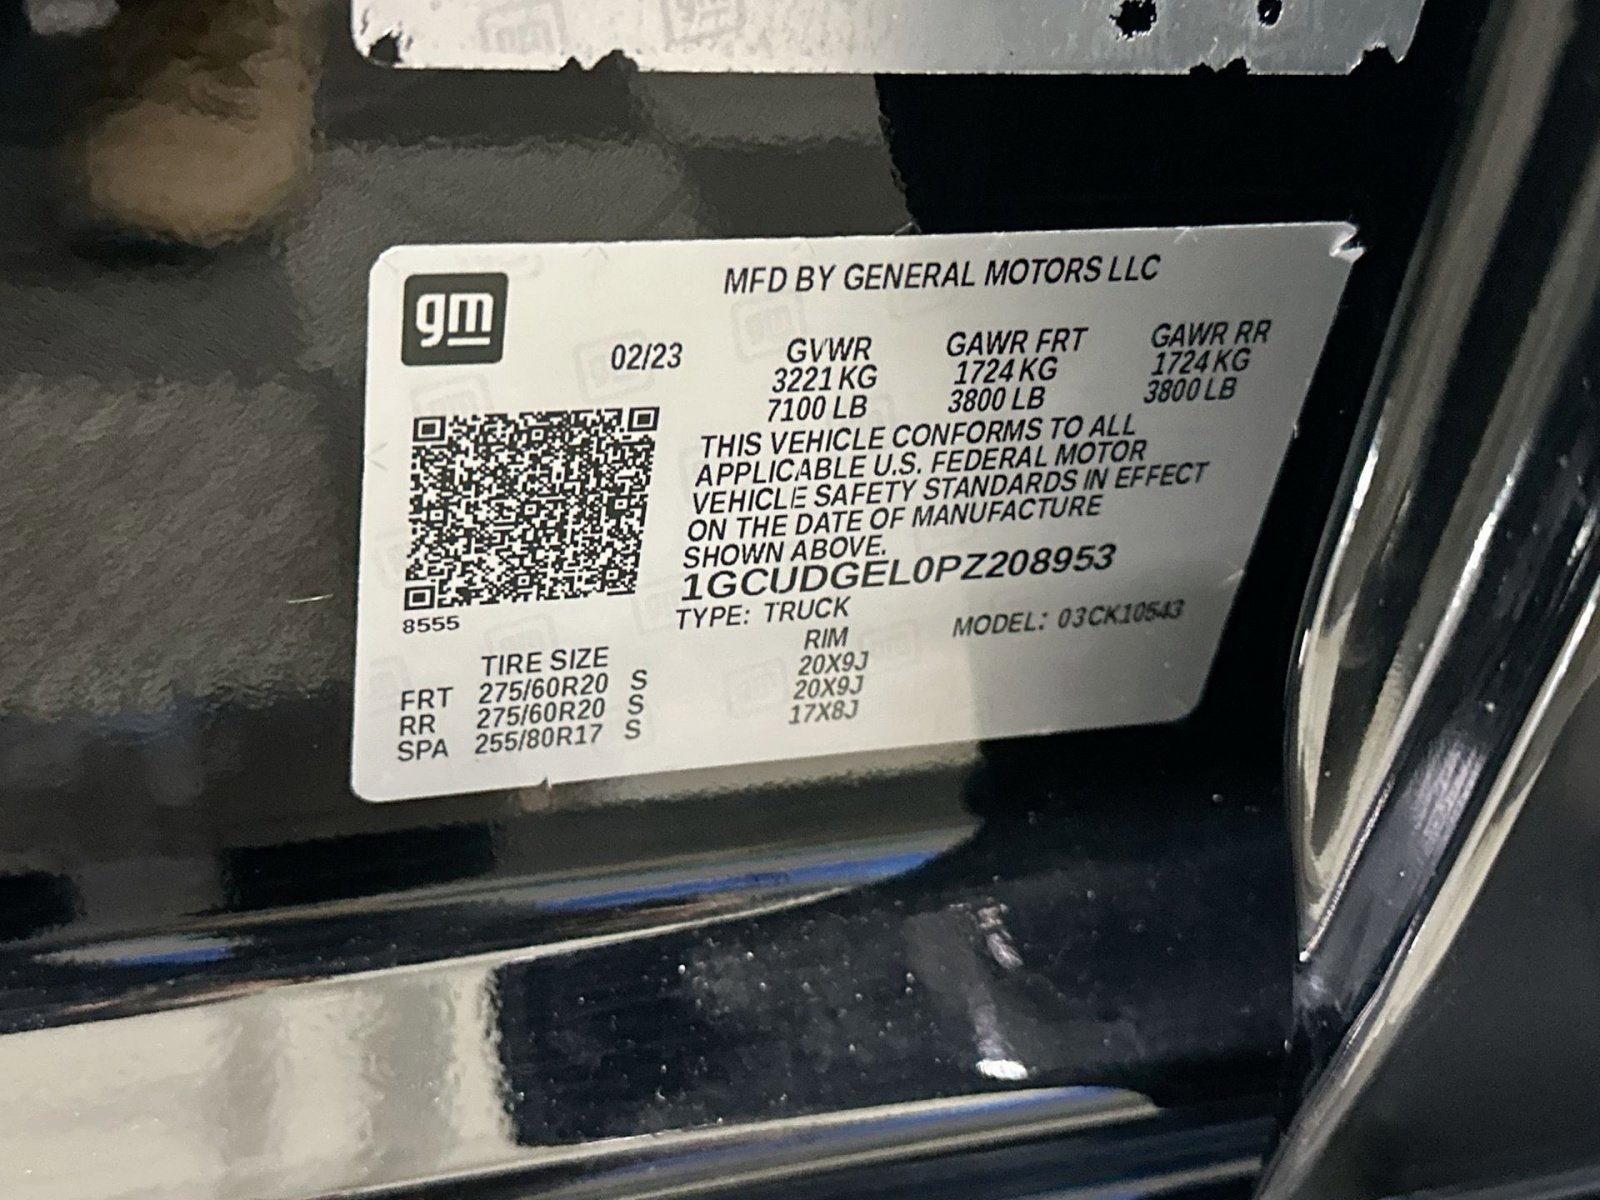 gm
MFD BY GENERAL MOTORS LLC
02/23 GVWR GAWR FRT GAWR RR
3221 KG 1724 KG 1724 KG
7100 LB 3800 LB 3800 LB
THIS VEHICLE CONFORMS TO ALL
APPLICABLE U.S. FEDERAL MOTOR
VEHICLE SAFETY STANDARDS IN EFFECT
ON THE DATE OF MANUFACTURE
SHOWN ABOVE.
1GCUDGEL0PZ208953
8555
TYPE: TRUCK MODEL: 03CK10543
TIRE SIZE RIM
FRT 275/60R20 S 20X9J
RR 275/60R20 S 20X9J
SPA 255/80R17 S 17X8J